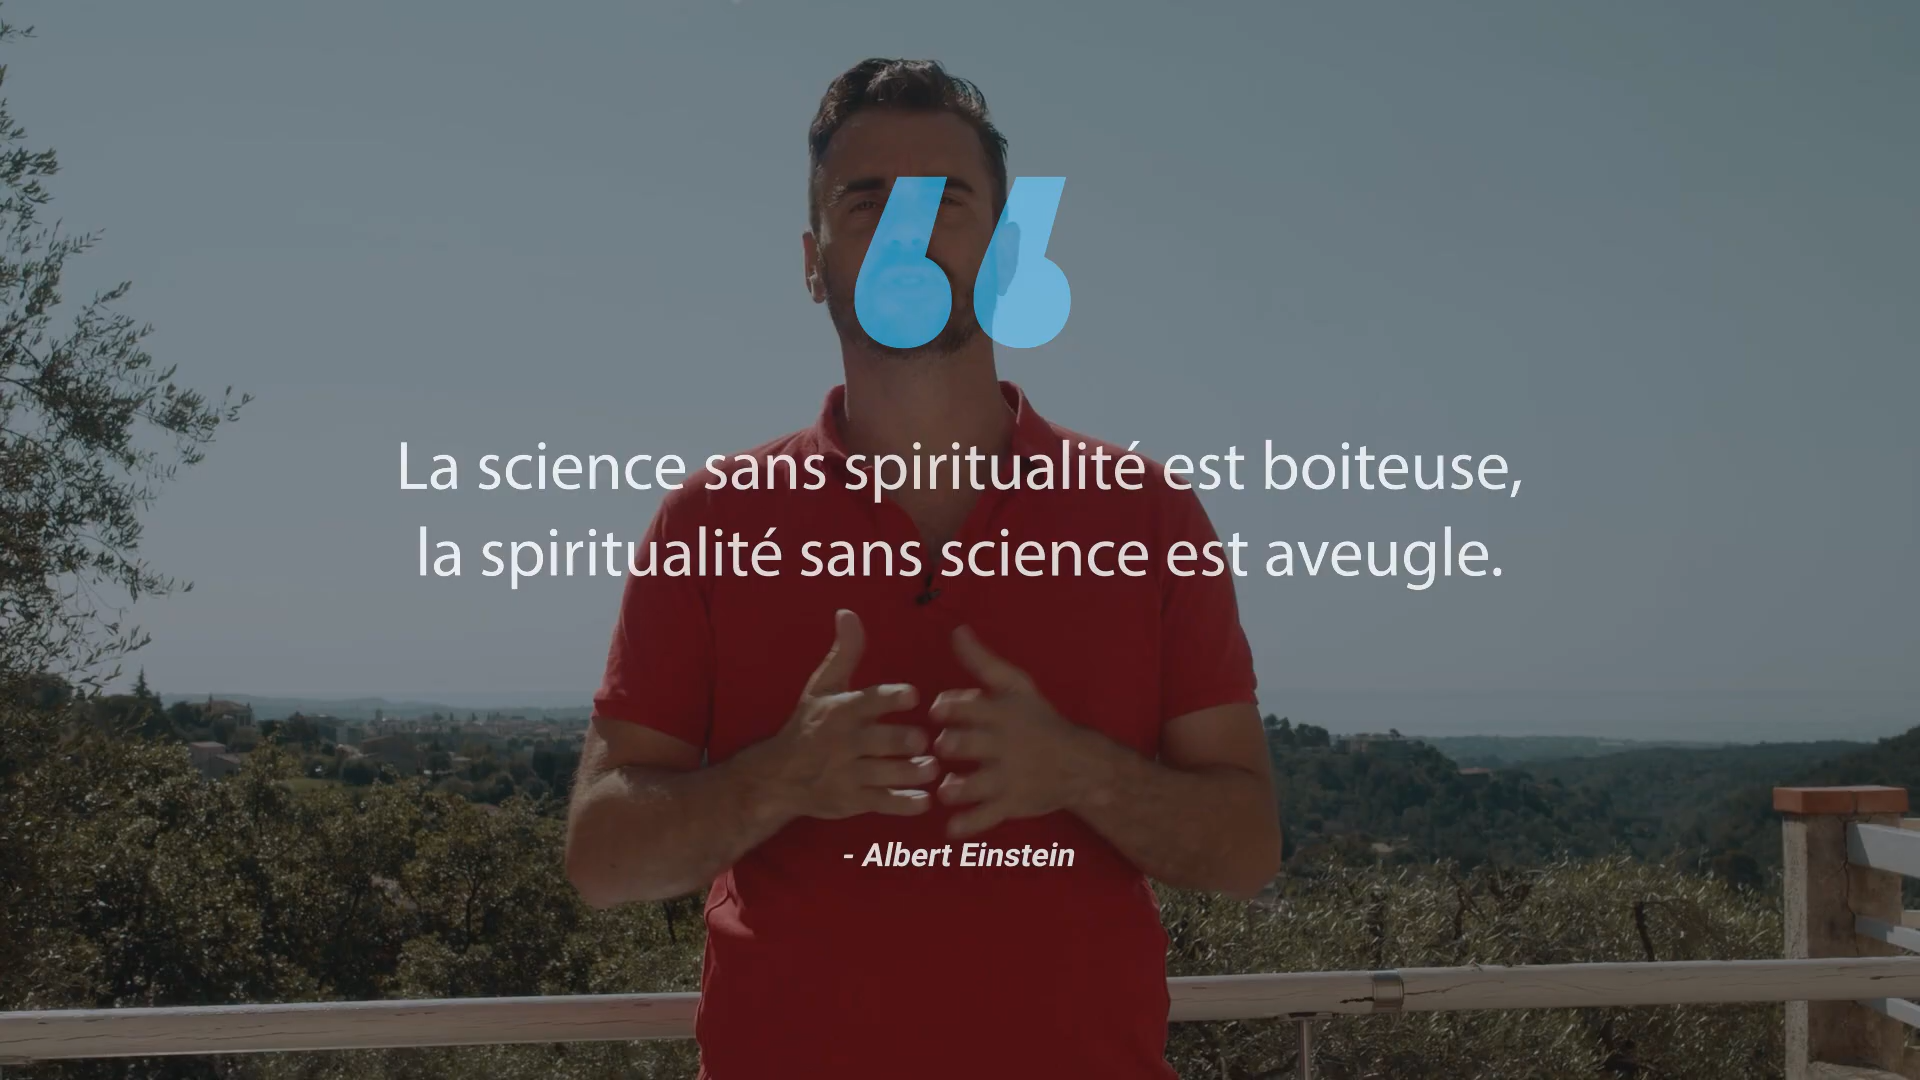 “
La science sans spiritualité est boiteuse,
la spiritualité sans science est aveugle.
- Albert Einstein